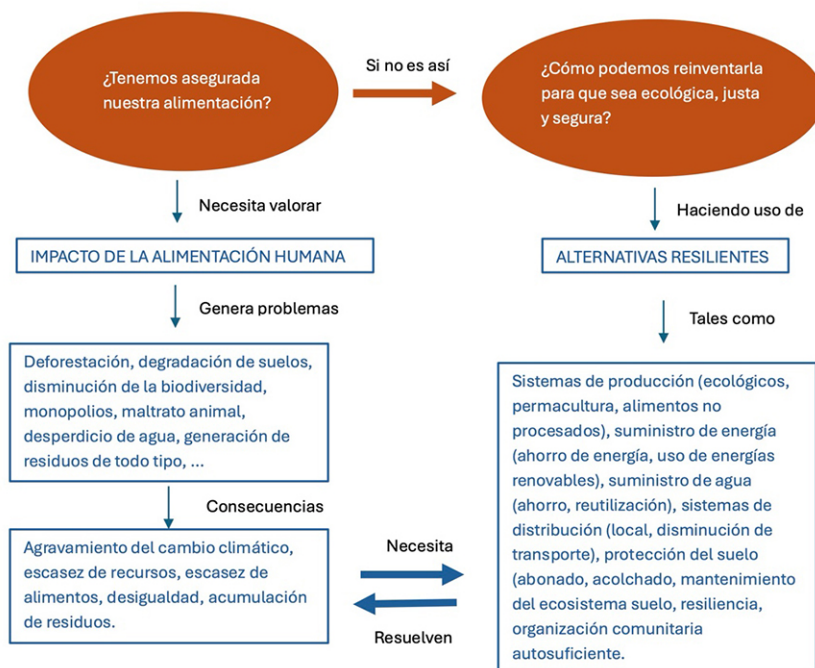 ¿Tenemos asegurada
nuestra alimentación?
Si no es así
¿Cómo podemos reinventarla
para que sea ecológica, justa
y segura?
Necesita valorar
Haciendo uso de
IMPACTO DE LA ALIMENTACIÓN HUMANA
ALTERNATIVAS RESILIENTES
Genera problemas
Tales como
Deforestación, degradación de suelos,
disminución de la biodiversidad,
monopolios, maltrato animal,
desperdicio de agua, generación de
residuos de todo tipo, ...
Consecuencias
Agravamiento del cambio climático,
escasez de recursos, escasez de
alimentos, desigualdad, acumulación
de residuos.
Necesita
Resuelven
Sistemas de producción (ecológicos,
permacultura, alimentos no
procesados), suministro de energía
(ahorro de energía, uso de energías
renovables), suministro de agua
(ahorro, reutilización), sistemas de
distribución (local, disminución de
transporte), protección del suelo
(abonado, acolchado, mantenimiento
del ecosistema suelo, resiliencia,
organización comunitaria
autosuficiente.